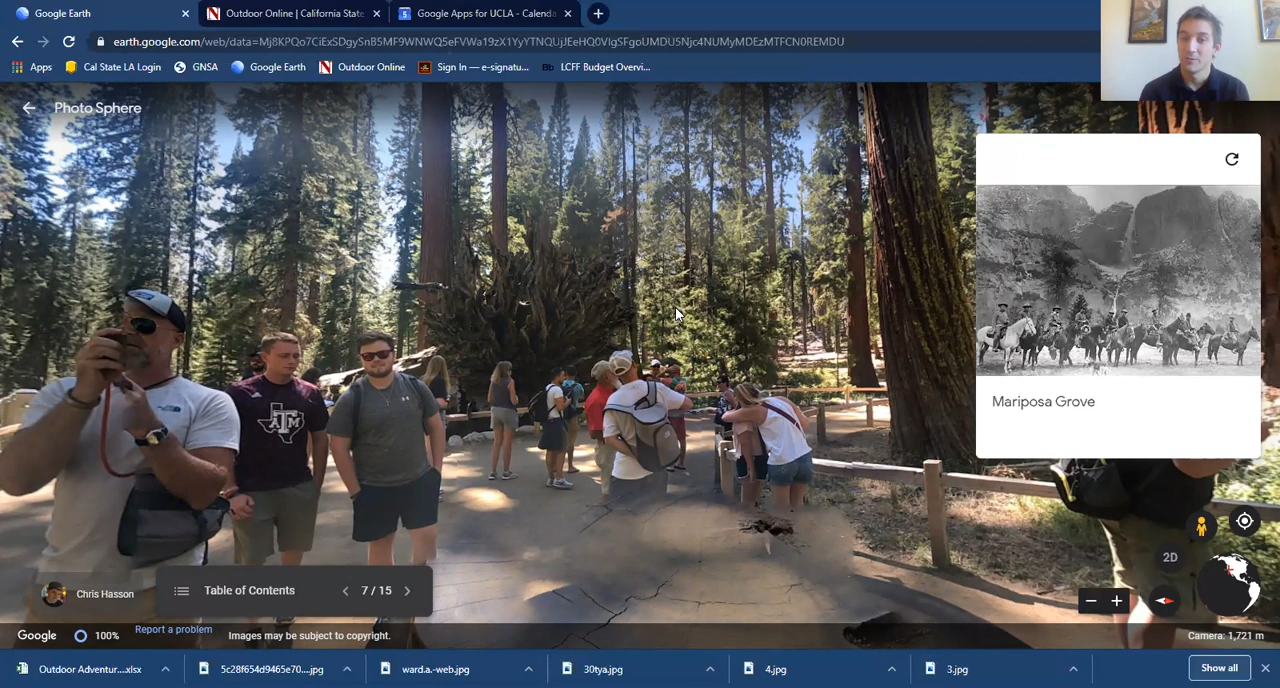 Google Earth
Outdoor Online | California State
Google Apps for UCLA - Calenda
earth.google.com/web/data=Mj8KPQo7CiExSDgySnB5MF9WNWQ5eFVWa19zX1YyYTNQUjJEeHQ0VIgSFgoUMDU5Njc4NUMyMDEzMTFCN0REMDU
Apps
Cal State LA Login
GNSA
Google Earth
Outdoor Online
Sign In — e-signatu...
Bb LCFF Budget Overvi...
Photo Sphere
Mariposa Grove
A T M
2D
Chris Hasson
Table of Contents
7 / 15
Google
100%
Report a problem
Images may be subject to copyright.
Camera: 1,721 m
Outdoor Adventur....xlsx
5c28f654d9465e70....jpg
ward.a.-web.jpg
30tya.jpg
4.jpg
3.jpg
Show all